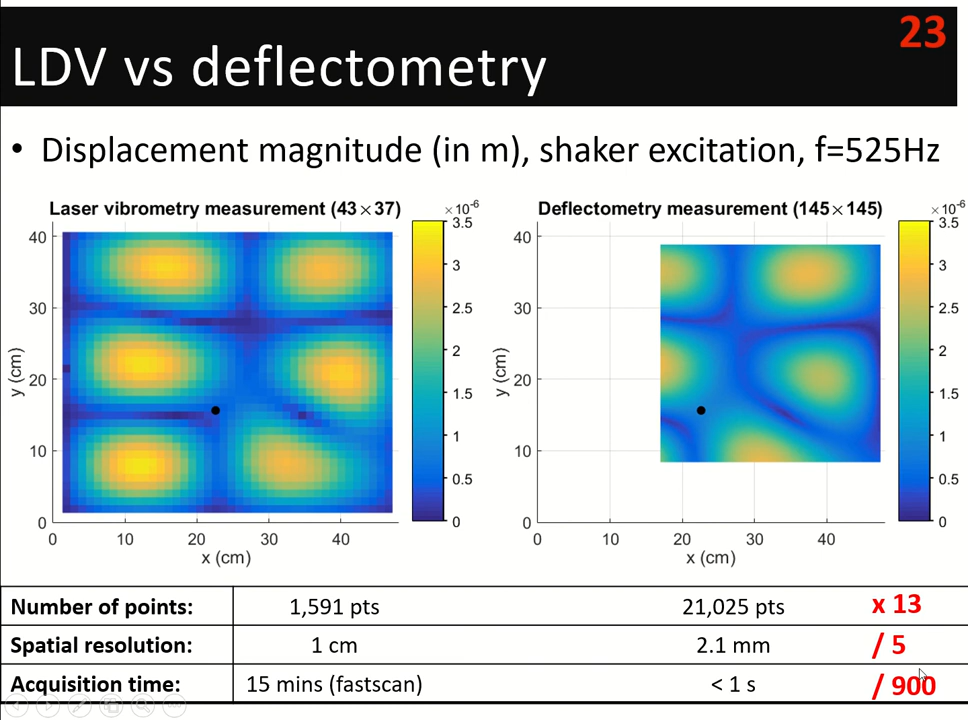 23
LDV vs deflectometry
• Displacement magnitude (in m), shaker excitation, f=525Hz
Laser vibrometry measurement (43×37)
×10⁻⁶
Deflectometry measurement (145×145)
×10⁻⁶
40
30
20
10
0
y (cm)
0 10 20 30 40
x (cm)
3.5
3
2.5
2
1.5
1
0.5
0
40
30
20
10
0
y (cm)
0 10 20 30 40
x (cm)
3.5
3
2.5
2
1.5
1
0.5
0
Number of points: 1,591 pts 21,025 pts x 13
Spatial resolution: 1 cm 2.1 mm / 5
Acquisition time: 15 mins (fastscan) < 1 s / 900